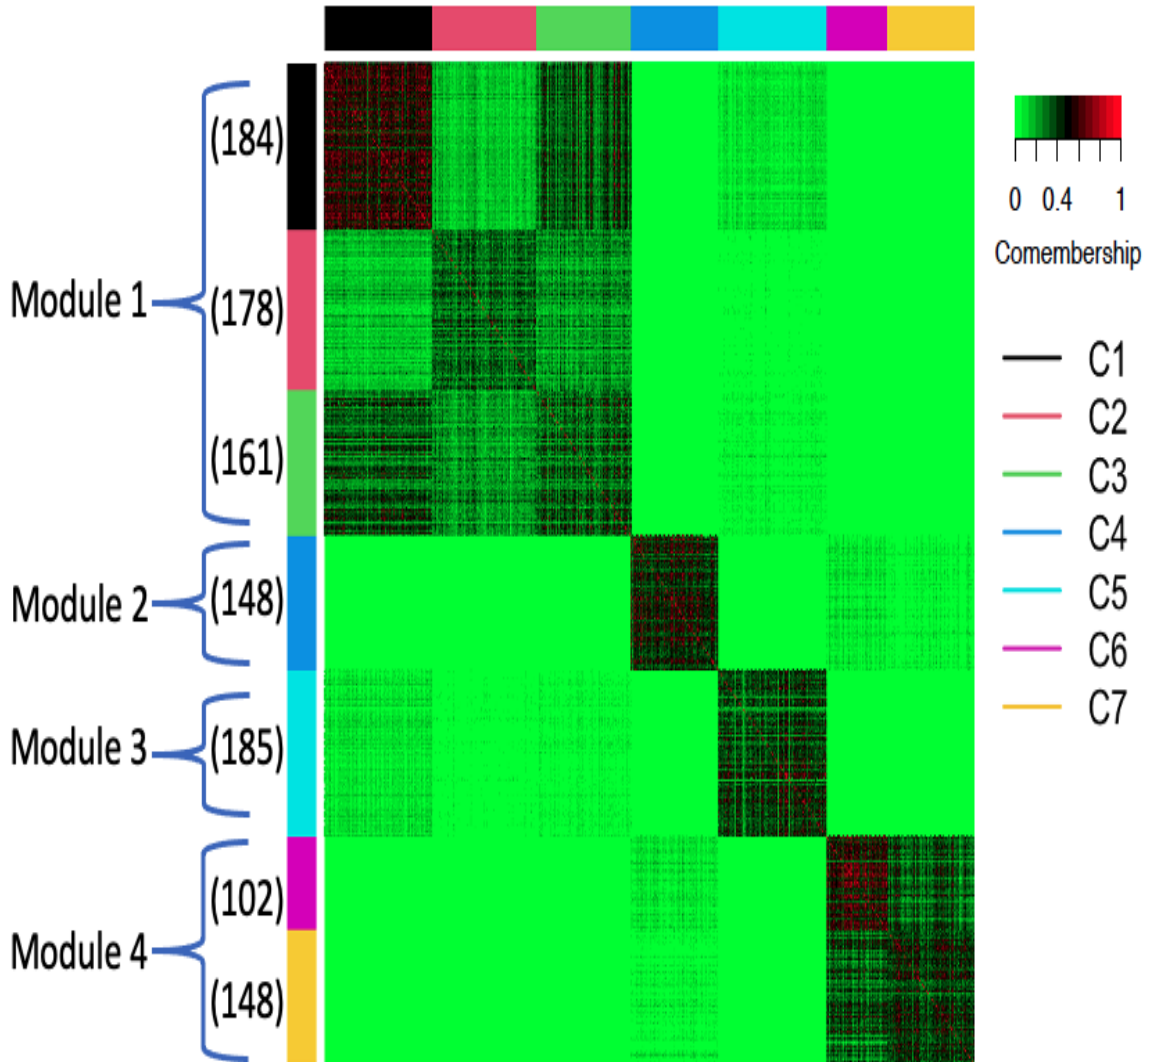 Module 1
(184)
(178)
(161)
Module 2
(148)
Module 3
(185)
Module 4
(102)
(148)
0 0.4 1
Comembership
C1
C2
C3
C4
C5
C6
C7